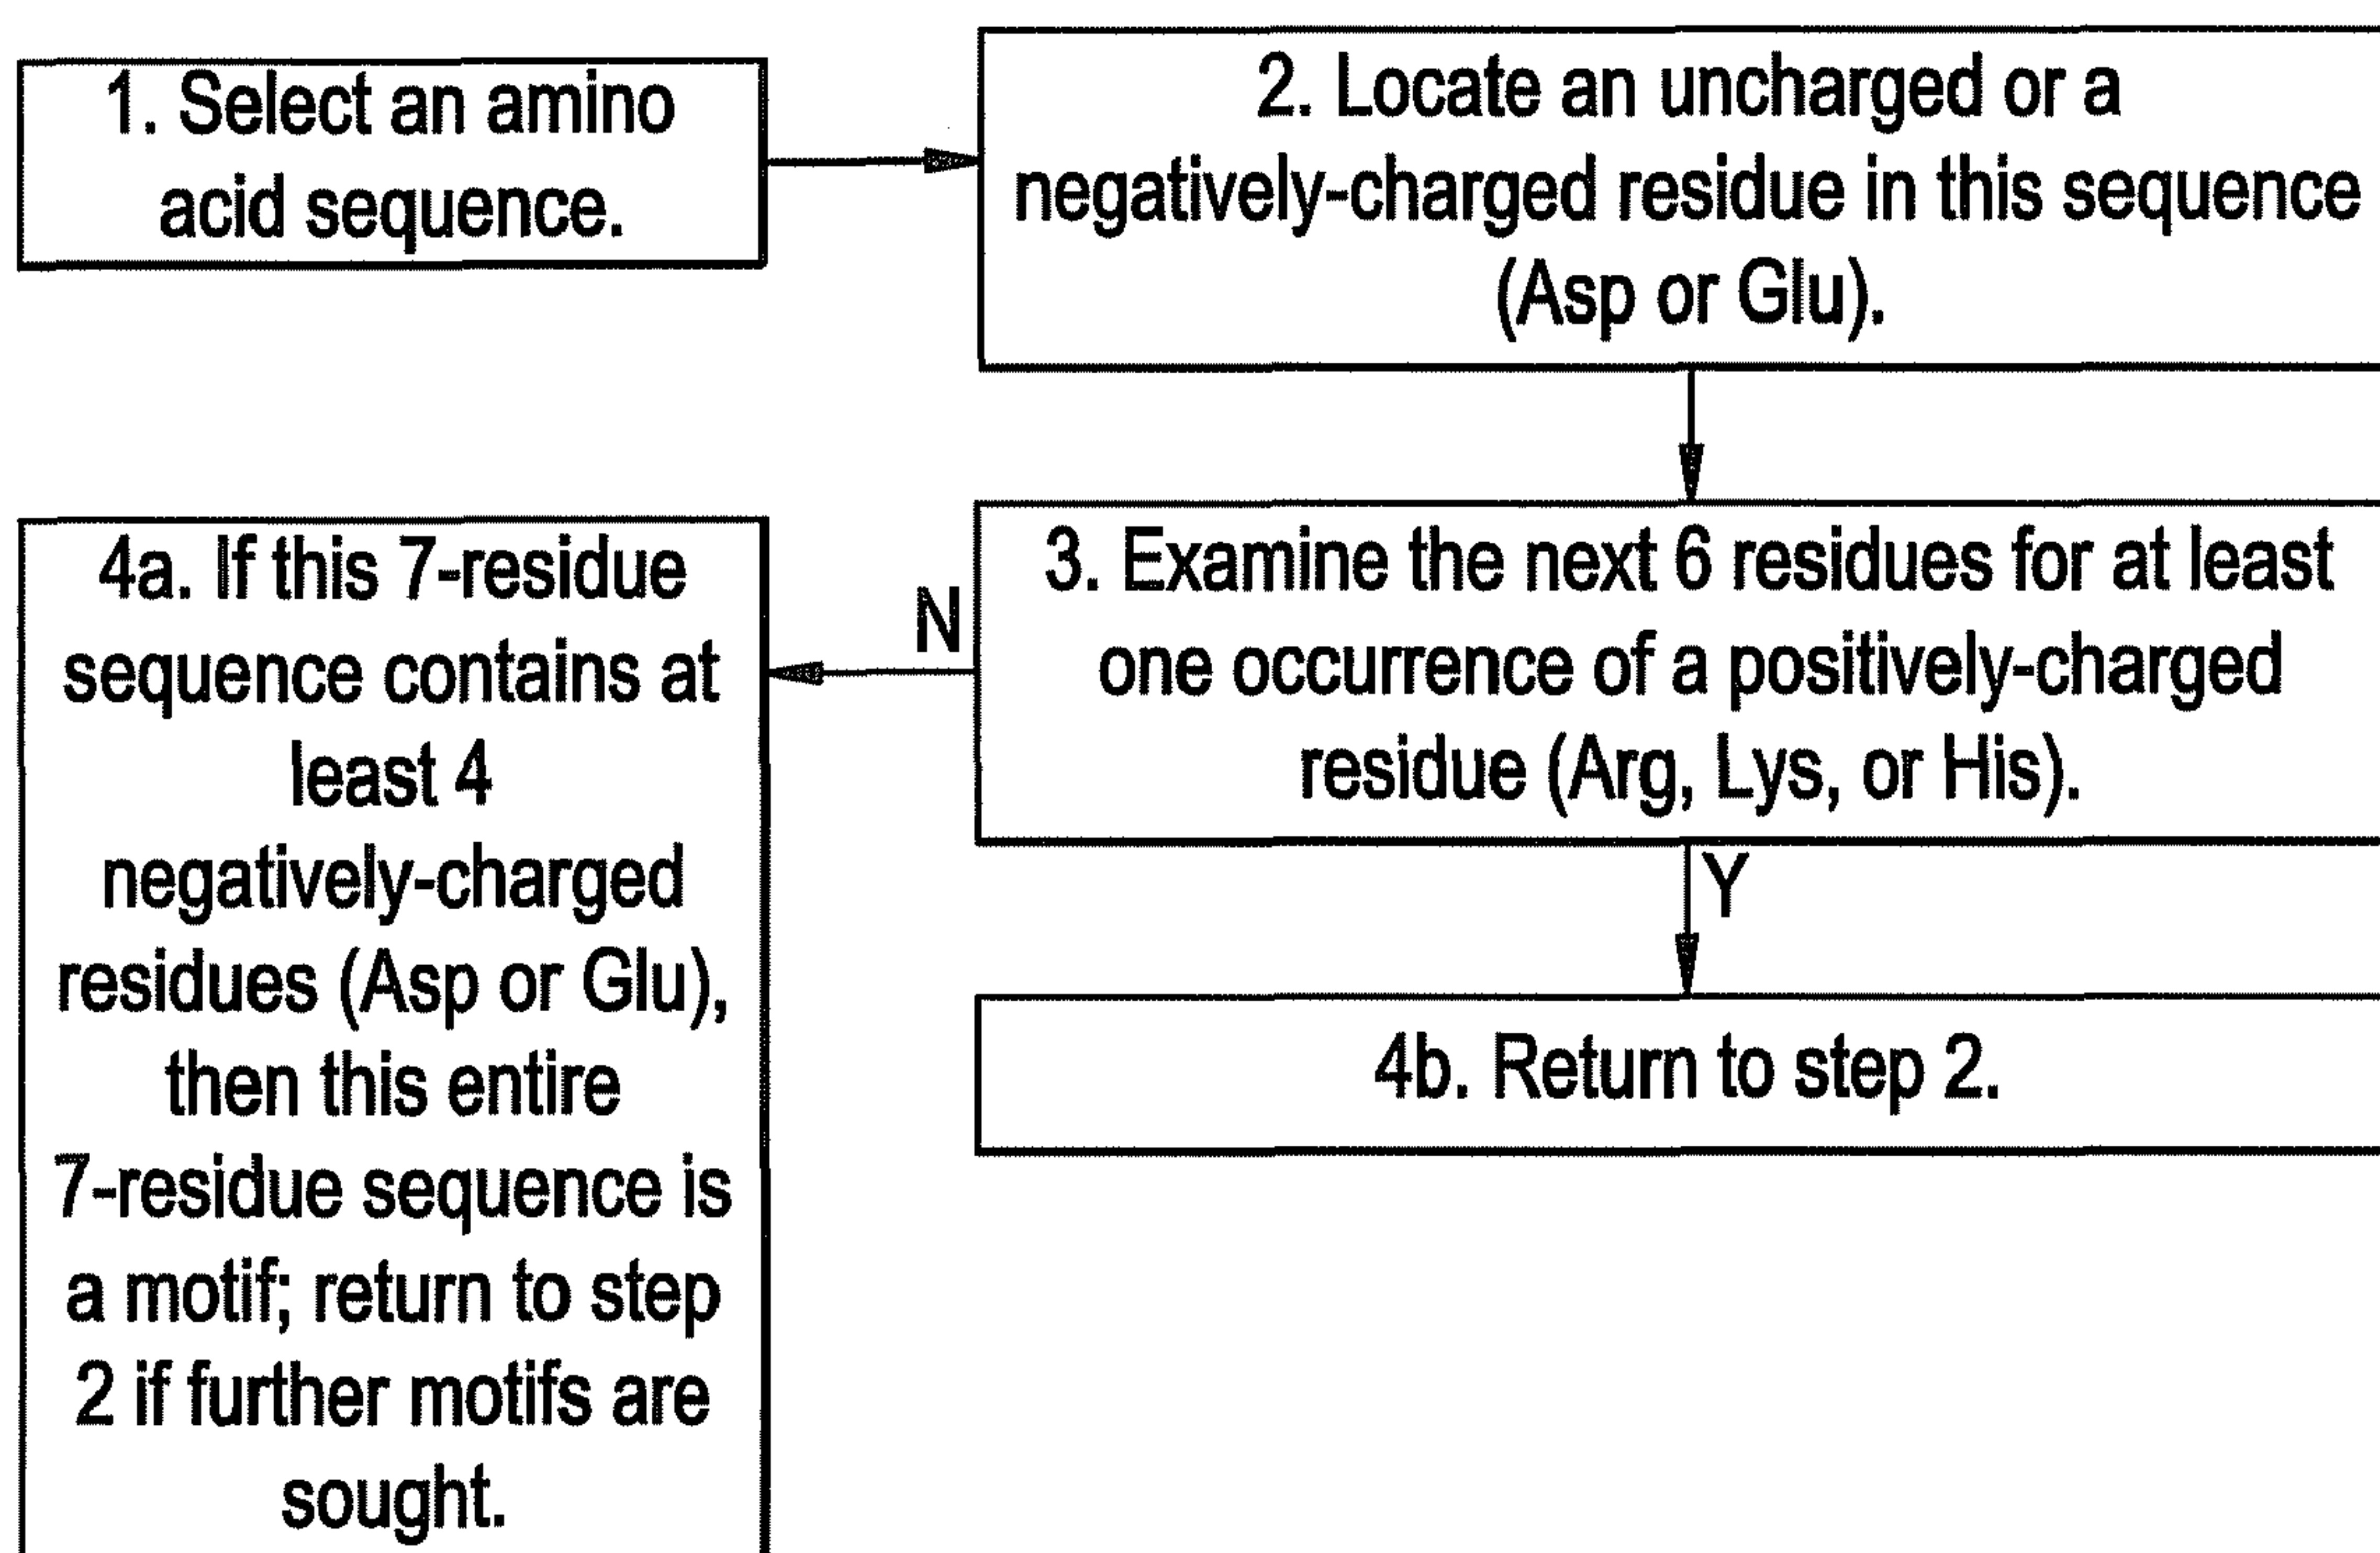 1. Select an amino
acid sequence.
2. Locate an uncharged or a
negatively-charged residue in this sequence
(Asp or Glu).
3. Examine the next 6 residues for at least
one occurrence of a positively-charged
residue (Arg, Lys, or His).
N
Y
4a. If this 7-residue
sequence contains at
least 4
negatively-charged
residues (Asp or Glu),
then this entire
7-residue sequence is
a motif; return to step
2 if further motifs are
sought.
4b. Return to step 2.